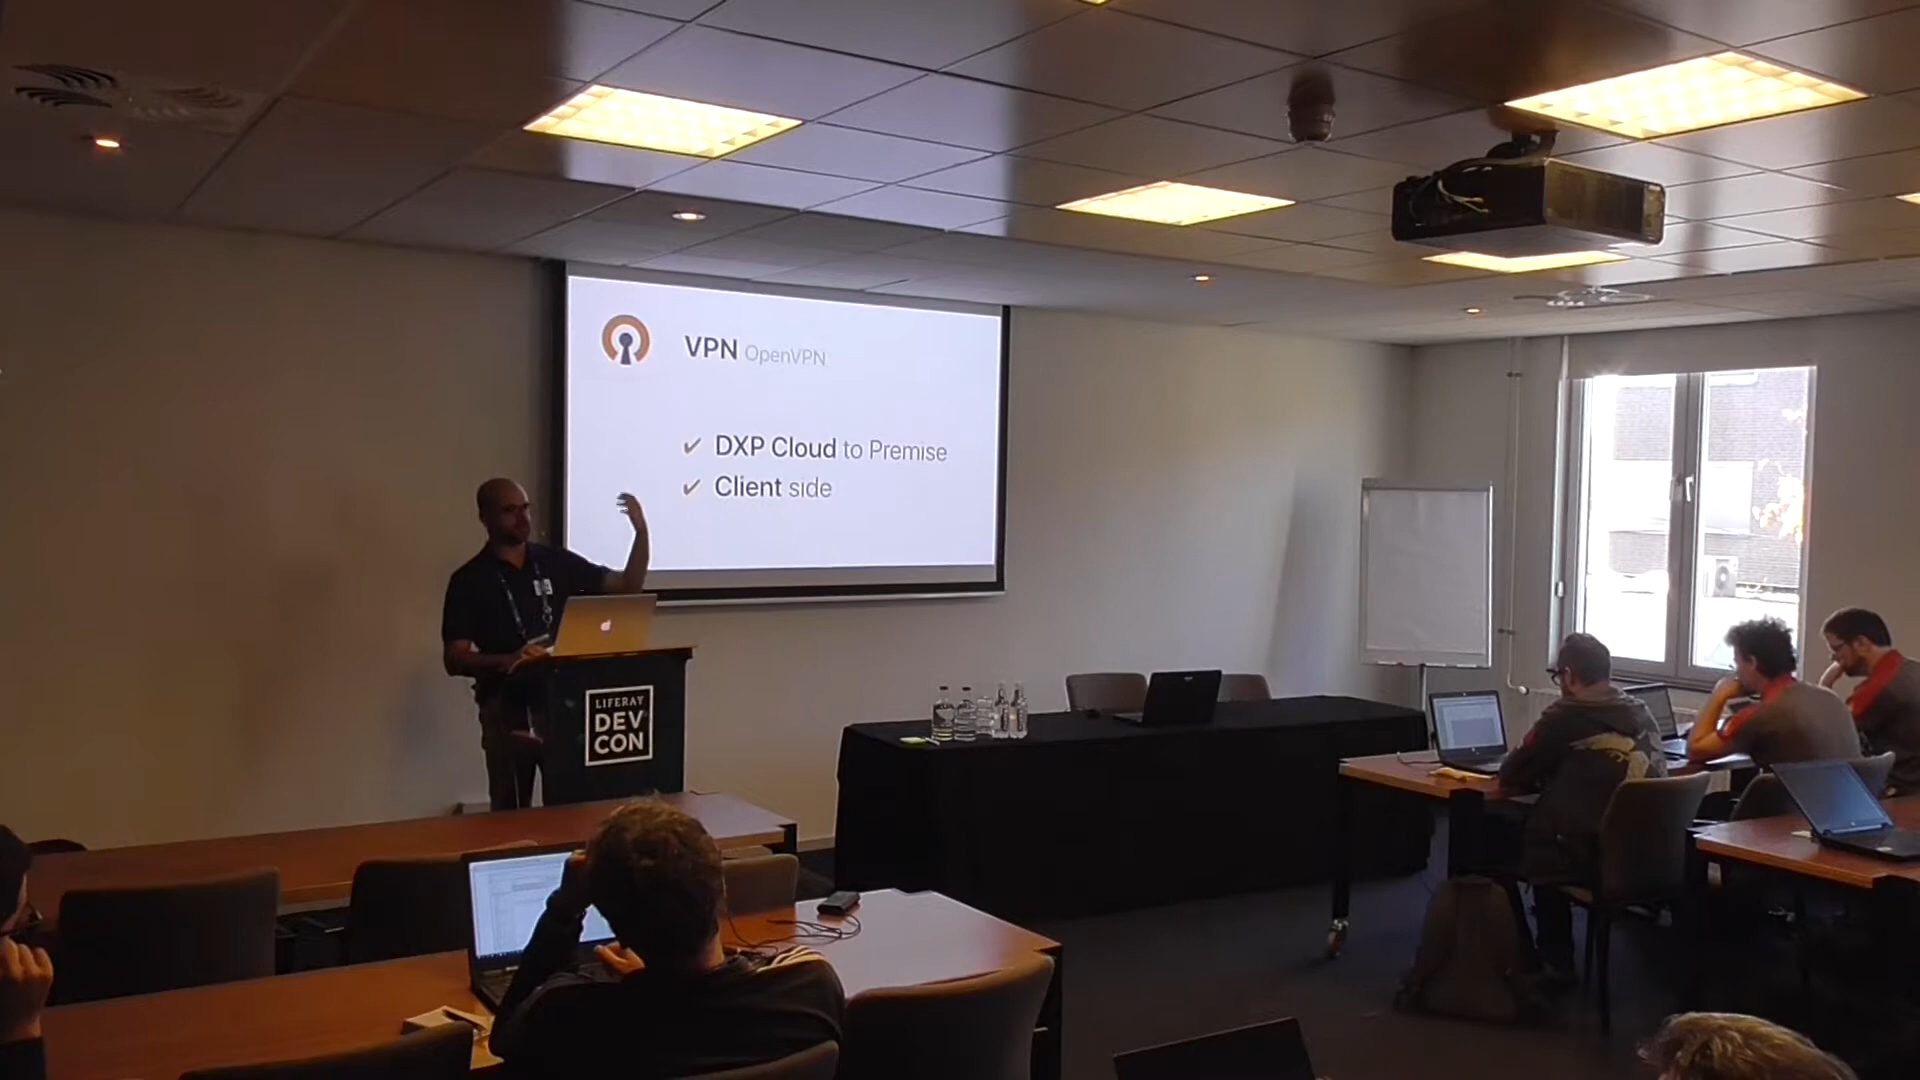 VPN OpenVPN
✔ DXP Cloud to Premise
✔ Client side
LIFERAY
DEV
CON